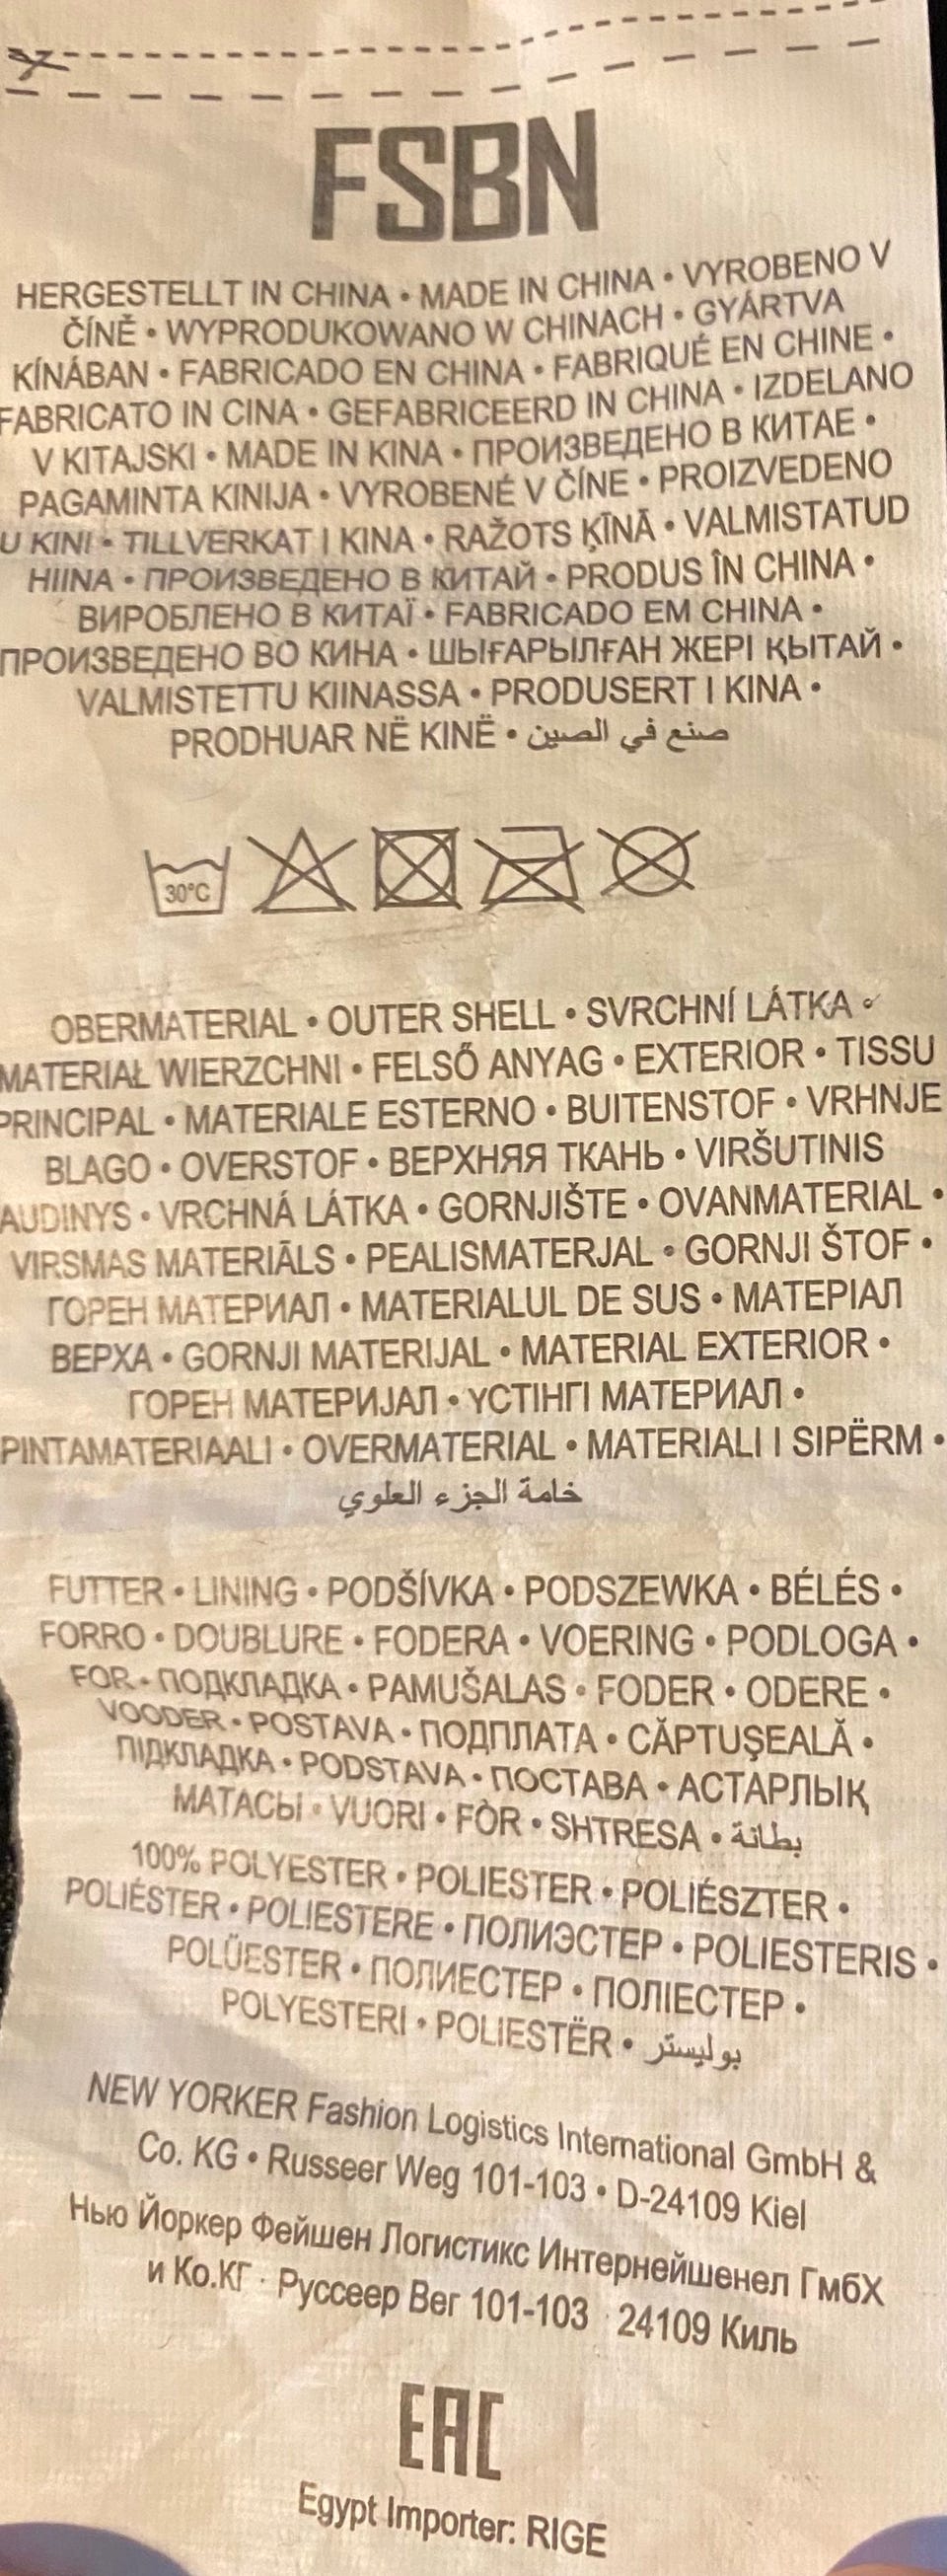 FSBN
HERGESTELLT IN CHINA • MADE IN CHINA • VYROBENO V
ČÍNĚ • WYPRODUKOWANO W CHINACH • GYÁRTVA
KÍNÁBAN • FABRICADO EN CHINA • FABRIQUÉ EN CHINE •
FABRICATO IN CINA • GEFABRICEERD IN CHINA • IZDELANO
V KITAJSKI • MADE IN KINA • ПРОИЗВЕДЕНО В КИТАЕ •
PAGAMINTA KINIJA • VYROBENÉ V ČÍNE • PROIZVEDENO
U KINI • TILLVERKAT I KINA • RAŽOTS ĶĪNĀ • VALMISTATUD
HIINA • ПРОИЗВЕДЕНО В КИТАЙ • PRODUS ÎN CHINA •
ВИРОБЛЕНО В КИТАЇ • FABRICADO EM CHINA •
ПРОИЗВЕДЕНО ВО КИНА • ШЫҒАРЫЛҒАН ЖЕРІ ҚЫТАЙ •
VALMISTETTU KIINASSA • PRODUSERT I KINA •
PRODHUAR NË KINË • صنع في الصين
30°C
OBERMATERIAL • OUTER SHELL • SVRCHNÍ LÁTKA •
MATERIAŁ WIERZCHNI • FELSŐ ANYAG • EXTERIOR • TISSU
PRINCIPAL • MATERIALE ESTERNO • BUITENSTOF • VRHNJE
BLAGO • OVERSTOF • ВЕРХНЯЯ ТКАНЬ • VIRŠUTINIS
AUDINYS • VRCHNÁ LÁTKA • GORNJIŠTE • OVANMATERIAL •
VIRSMAS MATERIĀLS • PEALISMATERJAL • GORNJI ŠTOF •
ГОРЕН МАТЕРИАЛ • MATERIALUL DE SUS • МАТЕРІАЛ
ВЕРХА • GORNJI MATERIJAL • MATERIAL EXTERIOR •
ГОРЕН МАТЕРИЈАЛ • ҮСТІНГІ МАТЕРИАЛ •
PINTAMATERIAALI • OVERMATERIAL • MATERIALI I SIPËRM •
خامة الجزء العلوي
FUTTER • LINING • PODŠÍVKA • PODSZEWKA • BÉLÉS •
FORRO • DOUBLURE • FODERA • VOERING • PODLOGA •
FOR • ПОДКЛАДКА • PAMUŠALAS • FODER • ODERE •
VOODER • POSTAVA • ПОДПЛАТА • CĂPTUŞEALĂ •
ПІДКЛАДКА • PODSTAVA • ПОСТАВА • АСТАРЛЫҚ
МАТАСЫ • VUORI • FÒR • SHTRESA • بطانة
100% POLYESTER • POLIESTER • POLIÉSZTER •
POLIÉSTER • POLIESTERE • ПОЛИЭСТЕР • POLIESTERIS •
POLÜESTER • ПОЛИЕСТЕР • ПОЛІЕСТЕР •
POLYESTERI • POLIESTËR • بوليستر
NEW YORKER Fashion Logistics International GmbH &
Co. KG • Russeer Weg 101-103 • D-24109 Kiel
Нью Йоркер Фейшен Логистикс Интернейшенел ГмбХ
и Ко.КГ · Руссеер Вег 101-103 24109 Киль
EAC
Egypt Importer: RIGE